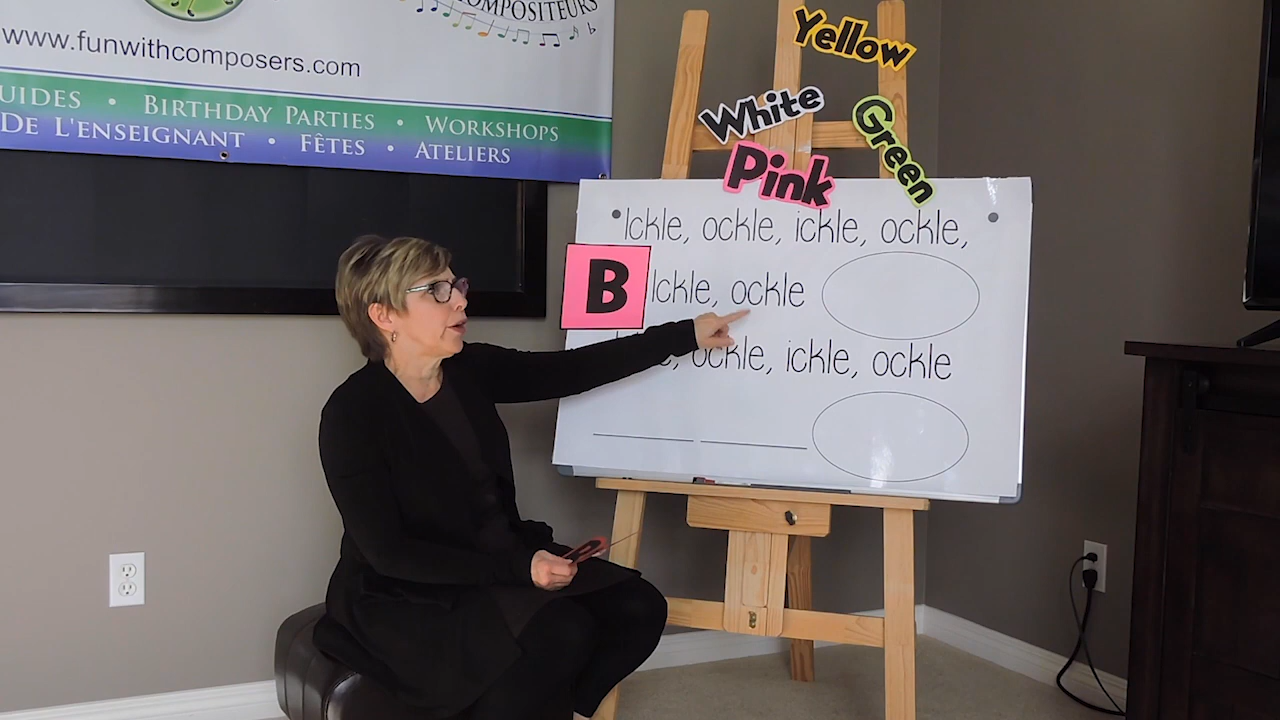 COMPOSITEURS
www.funwithcomposers.com
UIDES • BIRTHDAY PARTIES • WORKSHOPS
DE L'ENSEIGNANT • FÊTES • ATELIERS
Yellow
White
Green
Pink
Ickle, ockle, ickle, ockle,
B Ickle, ockle
ockle, ickle, ockle